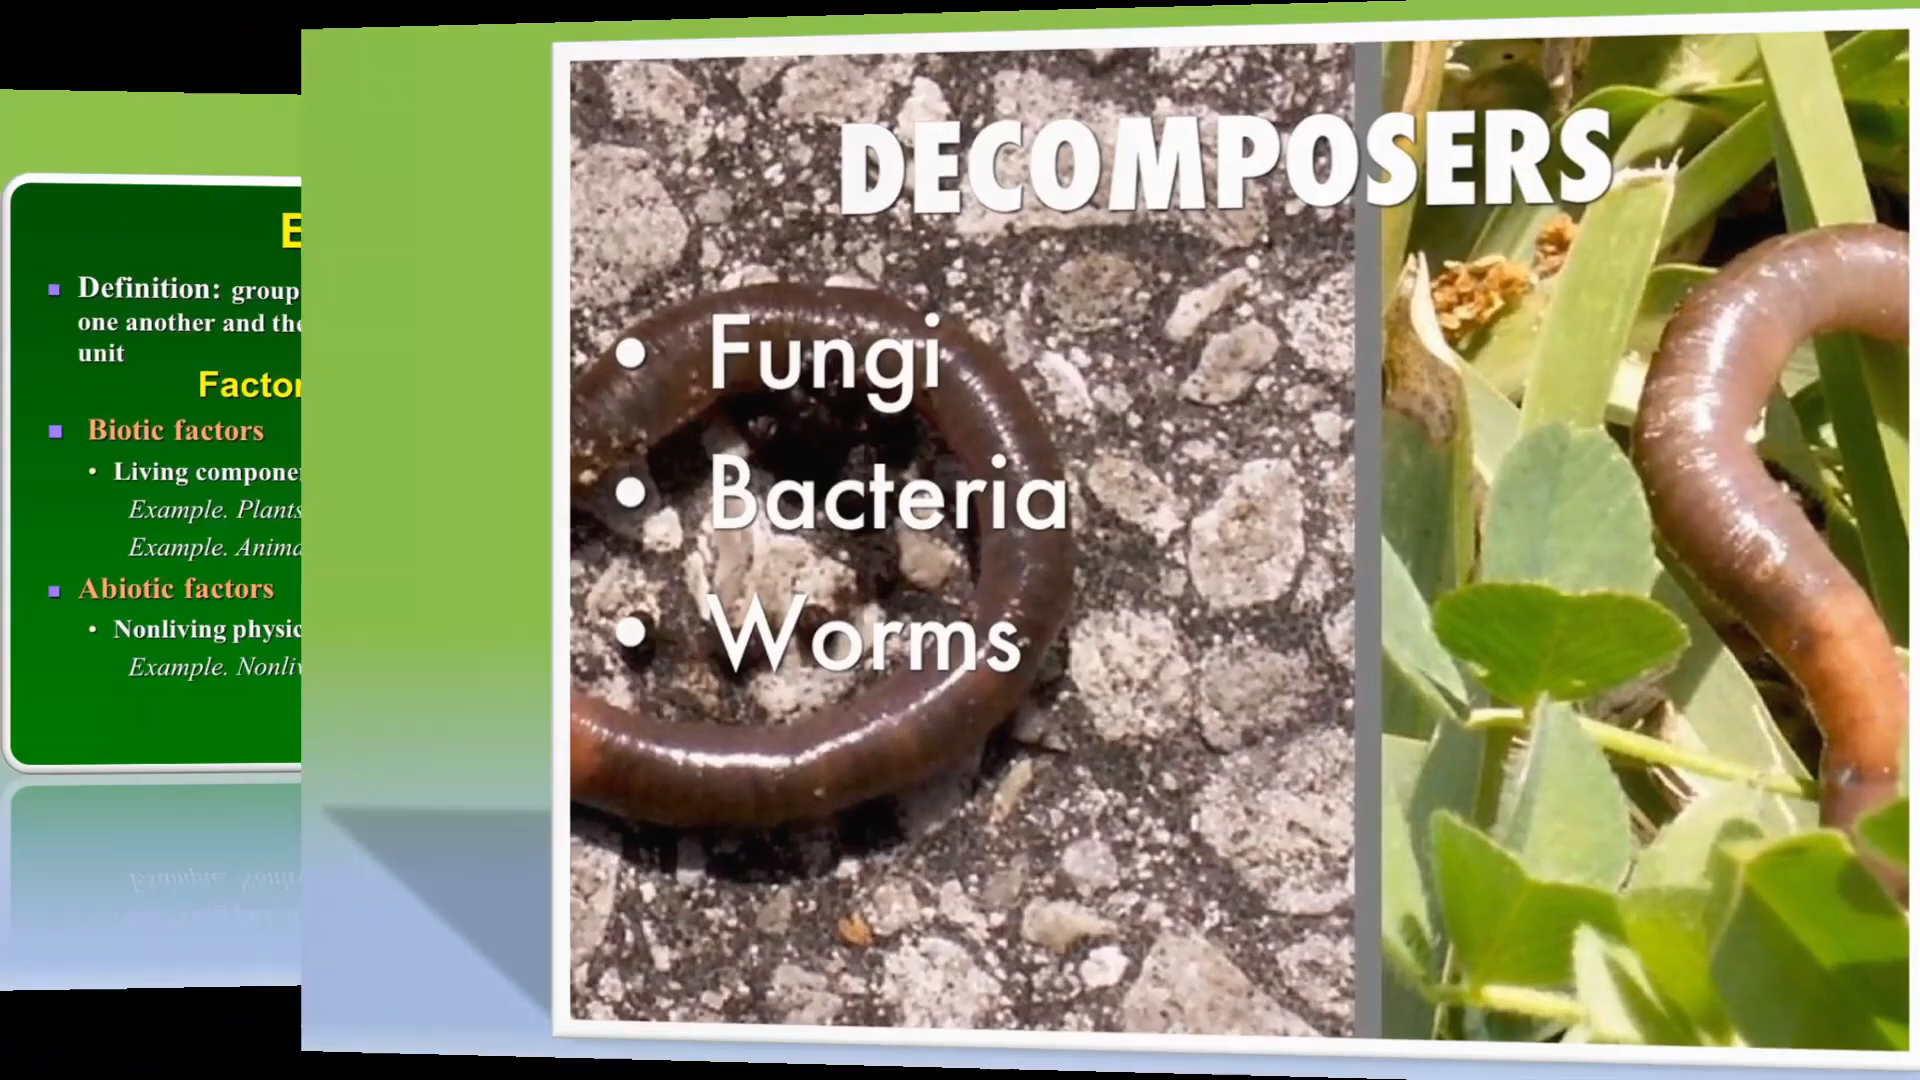 Definition: group
one another and the
unit
Factor
Biotic factors
• Living compone
Example. Plants
Example. Anima
Abiotic factors
• Nonliving physic
Example. Nonliv
DECOMPOSERS
• Fungi
• Bacteria
• Worms